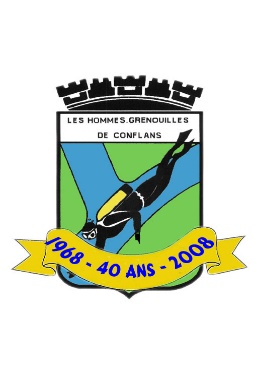 LES HOMMES.GRENOUILLES
DE CONFLANS
1968 - 40 ANS - 2008